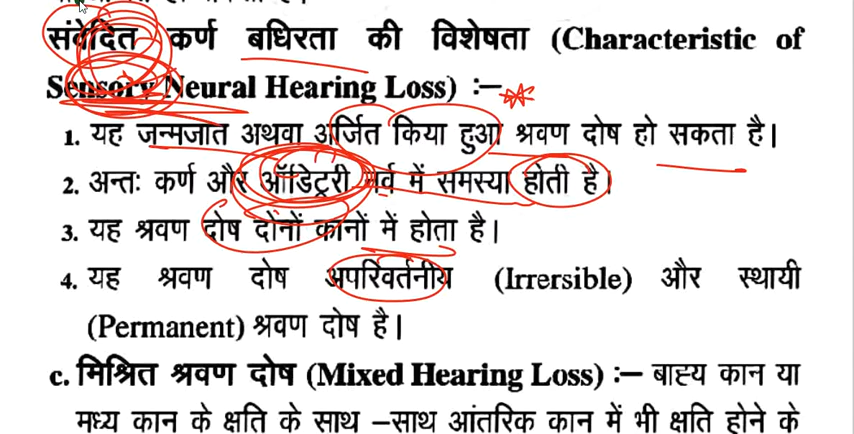 संवेदित कर्ण बधिरता की विशेषता (Characteristic of
Sensory Neural Hearing Loss) :–
1. यह जन्मजात अथवा अर्जित किया हुआ श्रवण दोष हो सकता है।
2. अन्तः कर्ण और ऑडिटूरी नर्व में समस्या होती है।
3. यह श्रवण दोष दोनों कानों में होता है।
4. यह श्रवण दोष अपरिवर्तनीय (Irrersible) और स्थायी
(Permanent) श्रवण दोष है।
c. मिश्रित श्रवण दोष (Mixed Hearing Loss) :– बाह्य कान या
मध्य कान के क्षति के साथ –साथ आंतरिक कान में भी क्षति होने के